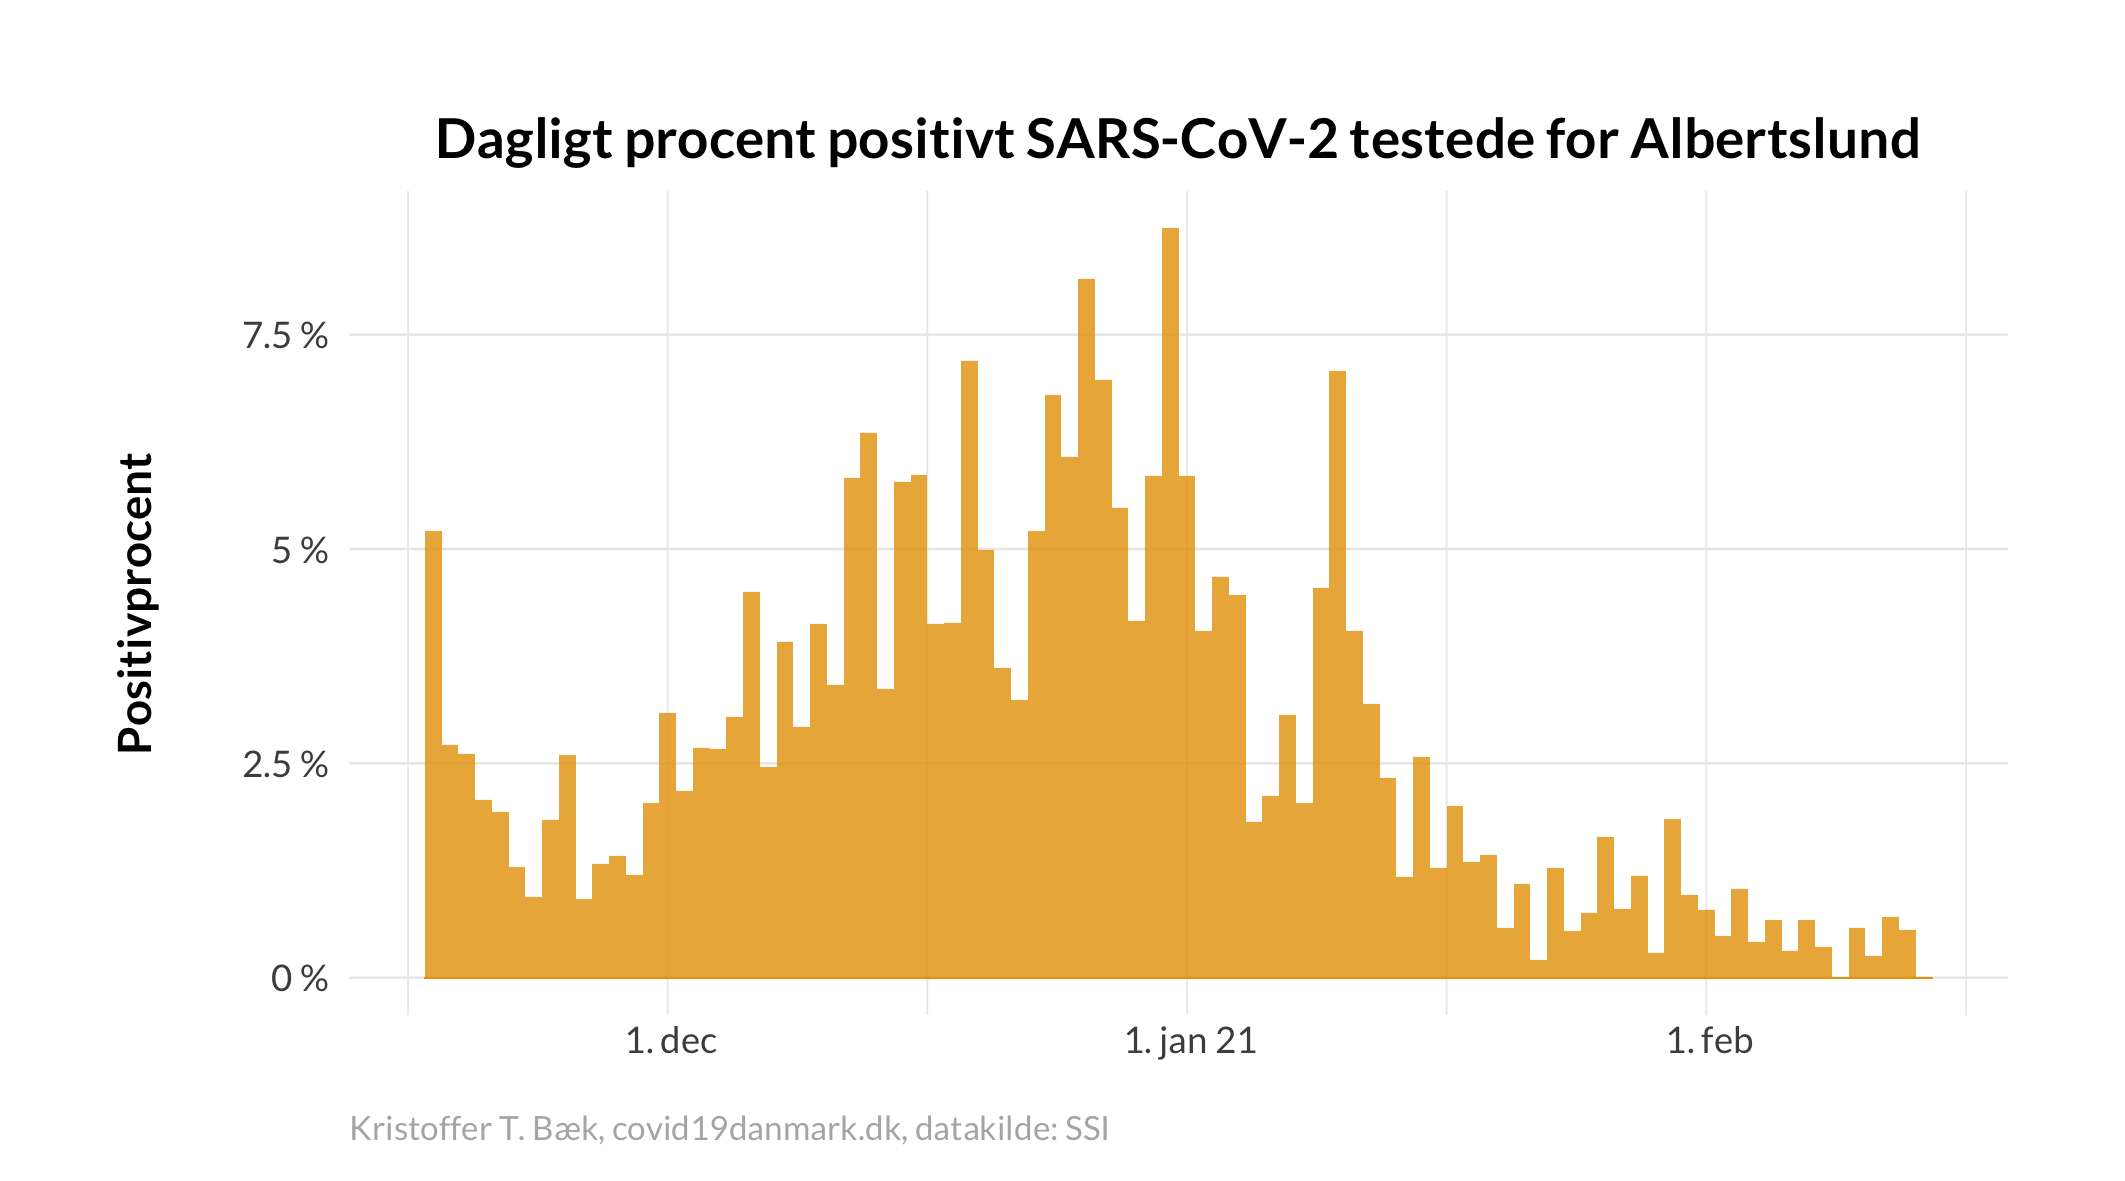 Dagligt procent positivt SARS-CoV-2 testede for Albertslund
Positivprocent
7.5 %
5 %
2.5 %
0 %
1. dec
1. jan 21
1. feb
Kristoffer T. Bæk, covid19danmark.dk, datakilde: SSI